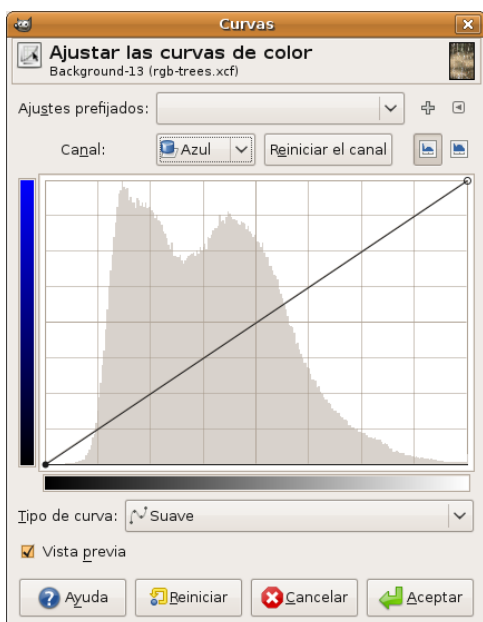 Curvas
Ajustar las curvas de color
Background-13 (rgb-trees.xcf)
Ajustes prefijados:
Canal: Azul Reiniciar el canal
Tipo de curva: Suave
Vista previa
Ayuda Reiniciar Cancelar Aceptar